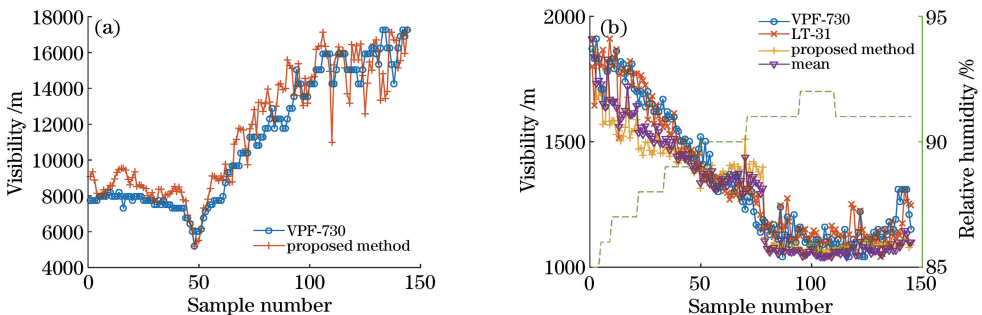 (a)
18000
16000
14000
12000
10000
8000
6000
4000
Visibility /m
0
50
100
150
Sample number
VPF-730
proposed method
(b)
2000
1500
1000
Visibility /m
0
50
100
150
Sample number
VPF-730
LT-31
proposed method
mean
95
90
85
Relative humidity /%